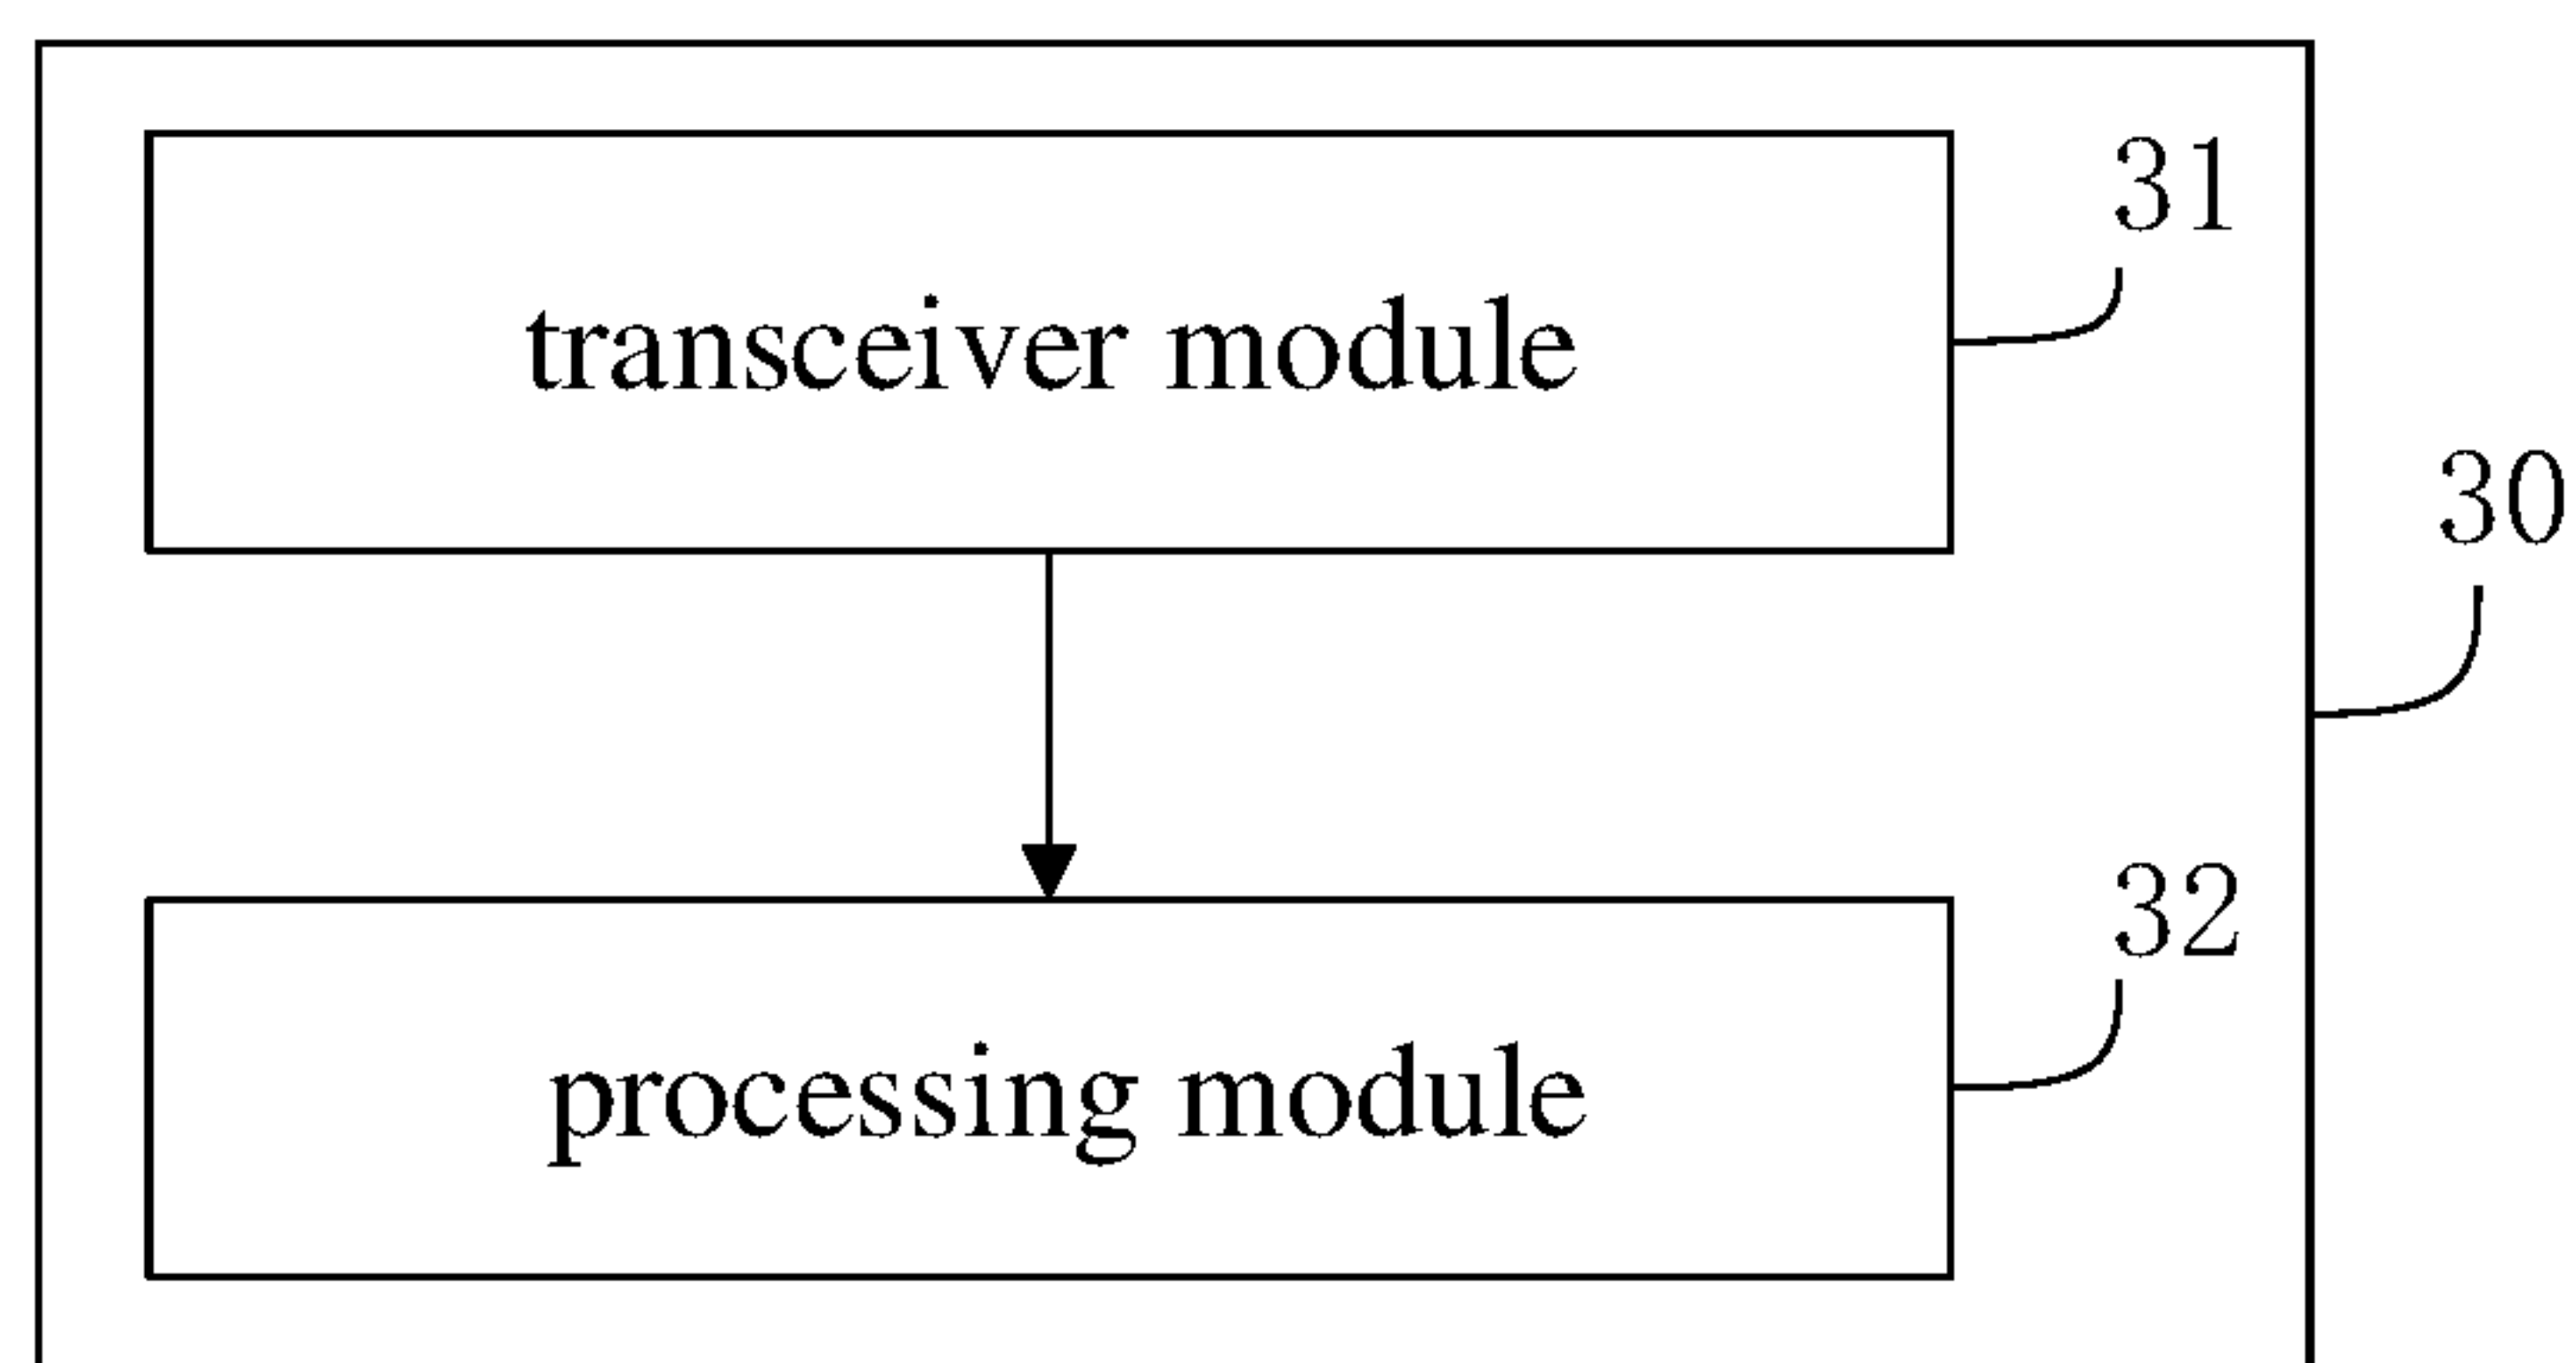 31
transceiver module
30
32
processing module